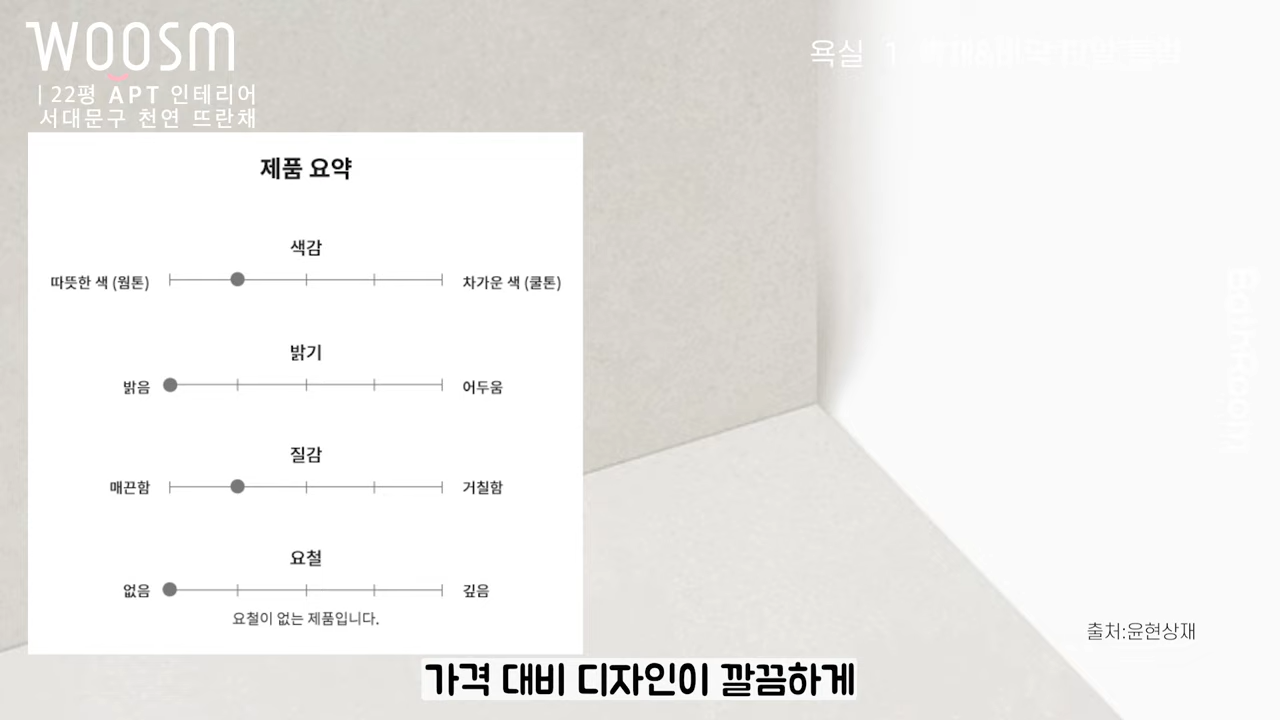 WOOSM
| 22평 APT 인테리어
서대문구 천연 뜨란채
욕실 1
제품 요약
색감
따뜻한 색 (웜톤) 차가운 색 (쿨톤)
밝기
밝음 어두움
질감
매끈함 거칠함
요철
없음 깊음
요철이 없는 제품입니다.
BathRoom
출처:윤현상재
가격 대비 디자인이 깔끔하게